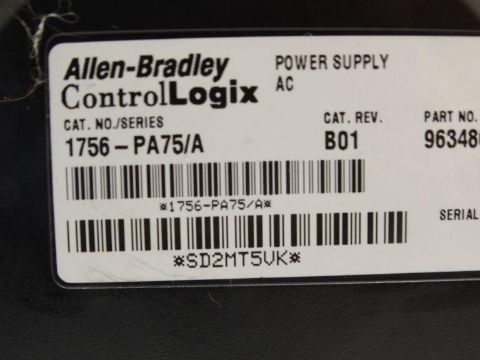 Allen-Bradley
ControlLogix
POWER SUPPLY
AC
CAT. NO./SERIES
CAT. REV.
PART NO.
1756-PA75/A
B01
*1756-PA75/A*
SERIAL
*SD2MT5VK*